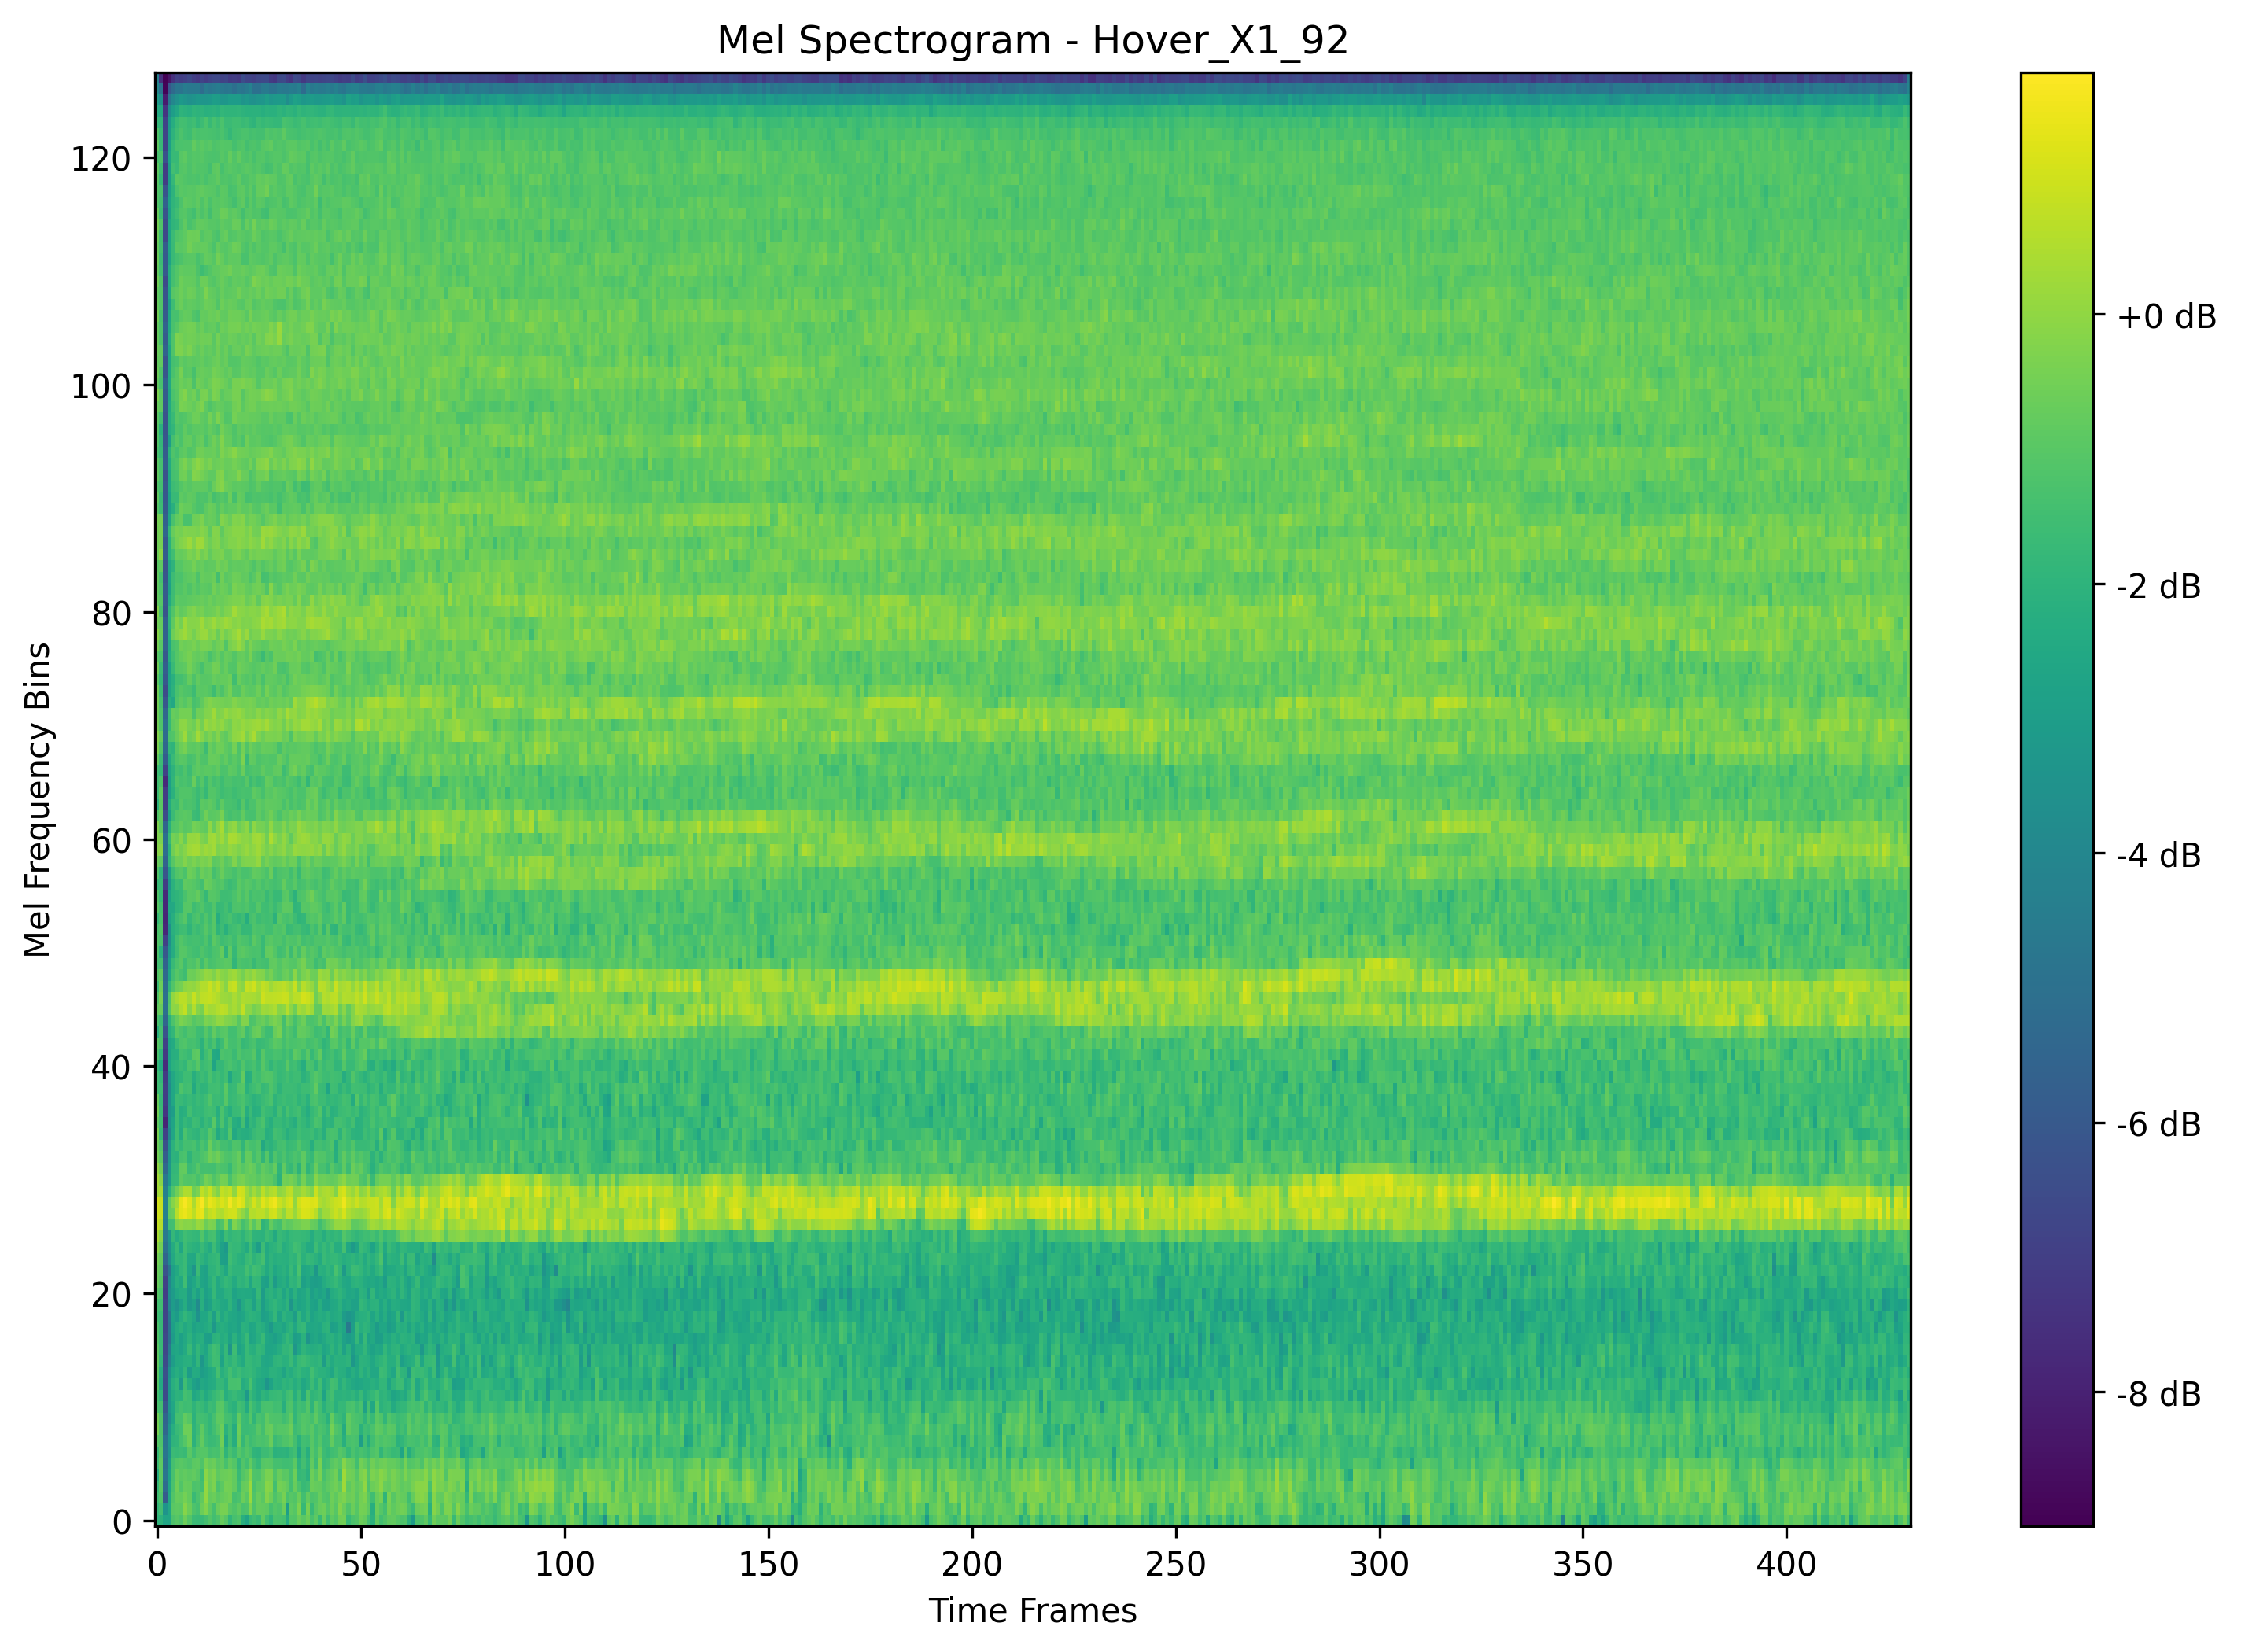 Mel Spectrogram - Hover_X1_92
120
100
80
60
40
20
0
Mel Frequency Bins
0 50 100 150 200 250 300 350 400
Time Frames
+0 dB
-2 dB
-4 dB
-6 dB
-8 dB